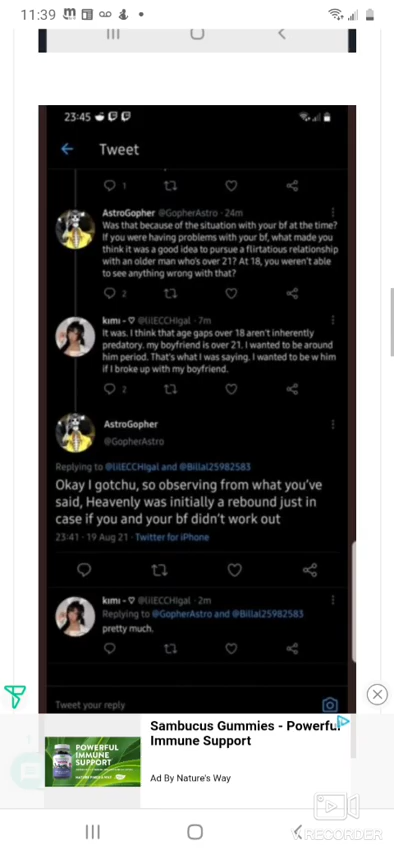 11:39
23:45
Tweet
1
AstroGopher @GopherAstro · 24m
Was that because of the situation with your bf at the time?
If you were having problems with your bf, what made you
think it was a good idea to pursue a flirtatious relationship
with an older man who's over 21? At 18, you weren't able
to see anything wrong with that?
2
kımı - ♡ @lilECCHIgal · 7m
It was. I think that age gaps over 18 aren't inherently
predatory. my boyfriend is over 21. I wanted to be around
him period. That's what I was saying. I wanted to be w him
if I broke up with my boyfriend.
2
AstroGopher
@GopherAstro
Replying to @lilECCHIgal and @Billal25982583
Okay I gotchu, so observing from what you've
said, Heavenly was initially a rebound just in
case if you and your bf didn't work out
23:41 · 19 Aug 21 · Twitter for iPhone
kımı - ♡ @lilECCHIgal · 2m
Replying to @GopherAstro and @Billal25982583
pretty much.
Tweet your reply
POWERFUL
IMMUNE
SUPPORT
Sambucus Gummies - Powerful
Immune Support
Ad By Nature's Way
V RECORDER